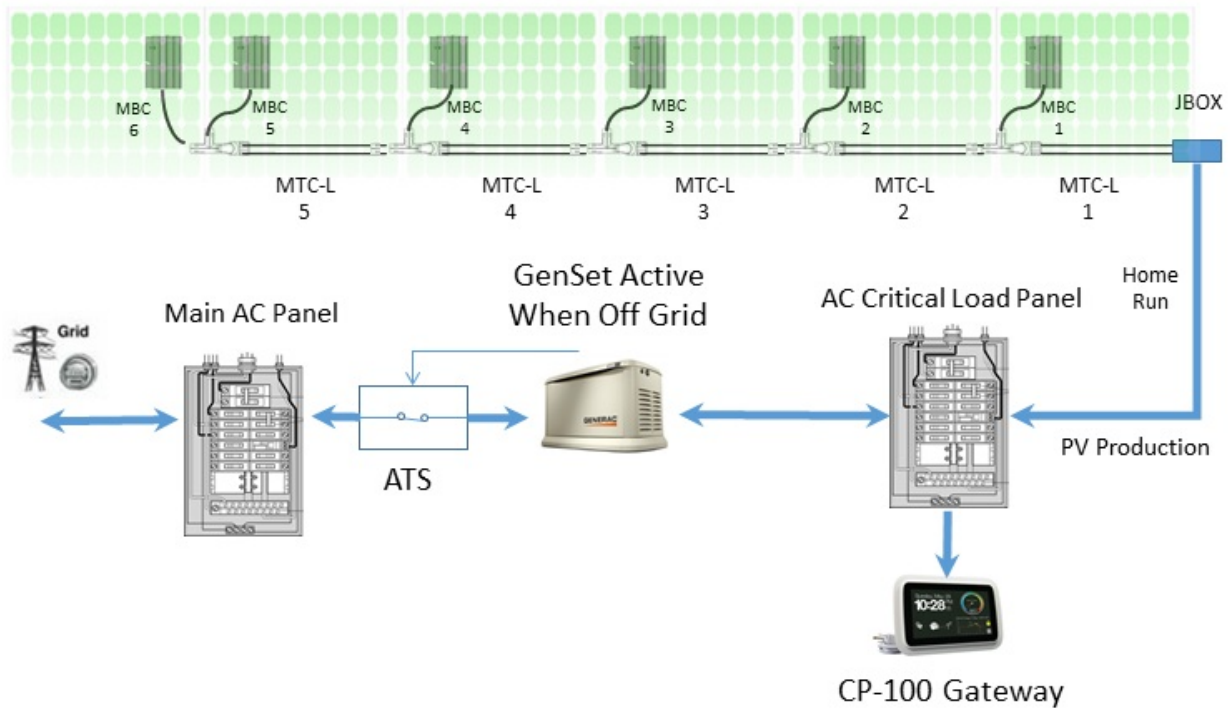 MBC
6
MBC
5
MBC
4
MBC
3
MBC
2
MBC
1
JBOX
MTC-L
5
MTC-L
4
MTC-L
3
MTC-L
2
MTC-L
1
Home
Run
GenSet Active
When Off Grid
Main AC Panel
AC Critical Load Panel
Grid
GENERAC
ATS
PV Production
10:28
CP-100 Gateway